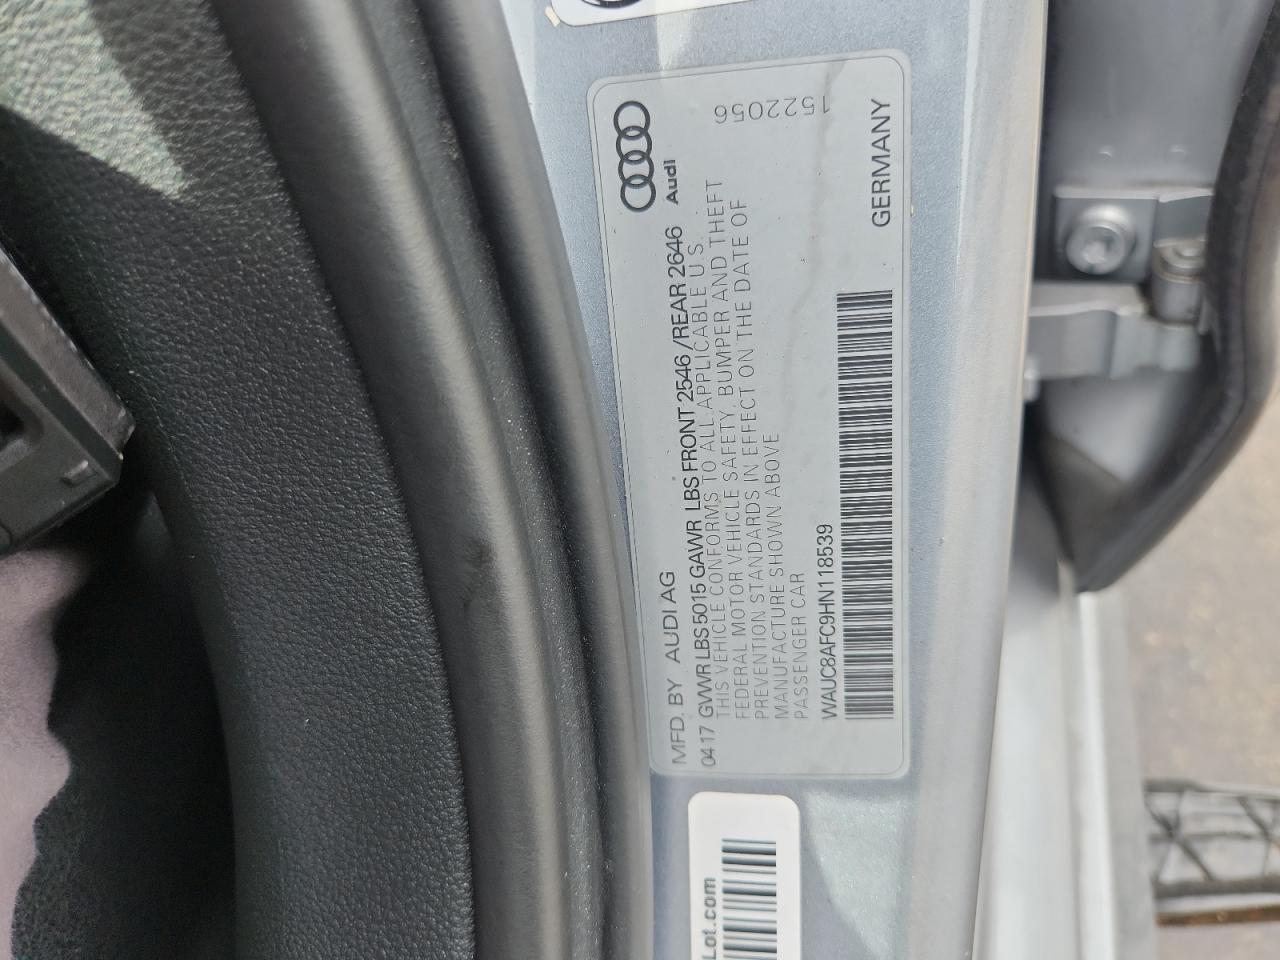 Audi
1522056
MFD. BY AUDI AG
04 17 GVWR LBS 5015 GAWR LBS FRONT 2546 /REAR 2646
THIS VEHICLE CONFORMS TO ALL APPLICABLE U.S.
FEDERAL MOTOR VEHICLE SAFETY, BUMPER AND THEFT
PREVENTION STANDARDS IN EFFECT ON THE DATE OF
MANUFACTURE SHOWN ABOVE
PASSENGER CAR
WAUC8AFC9HN118539
GERMANY
Lot.com